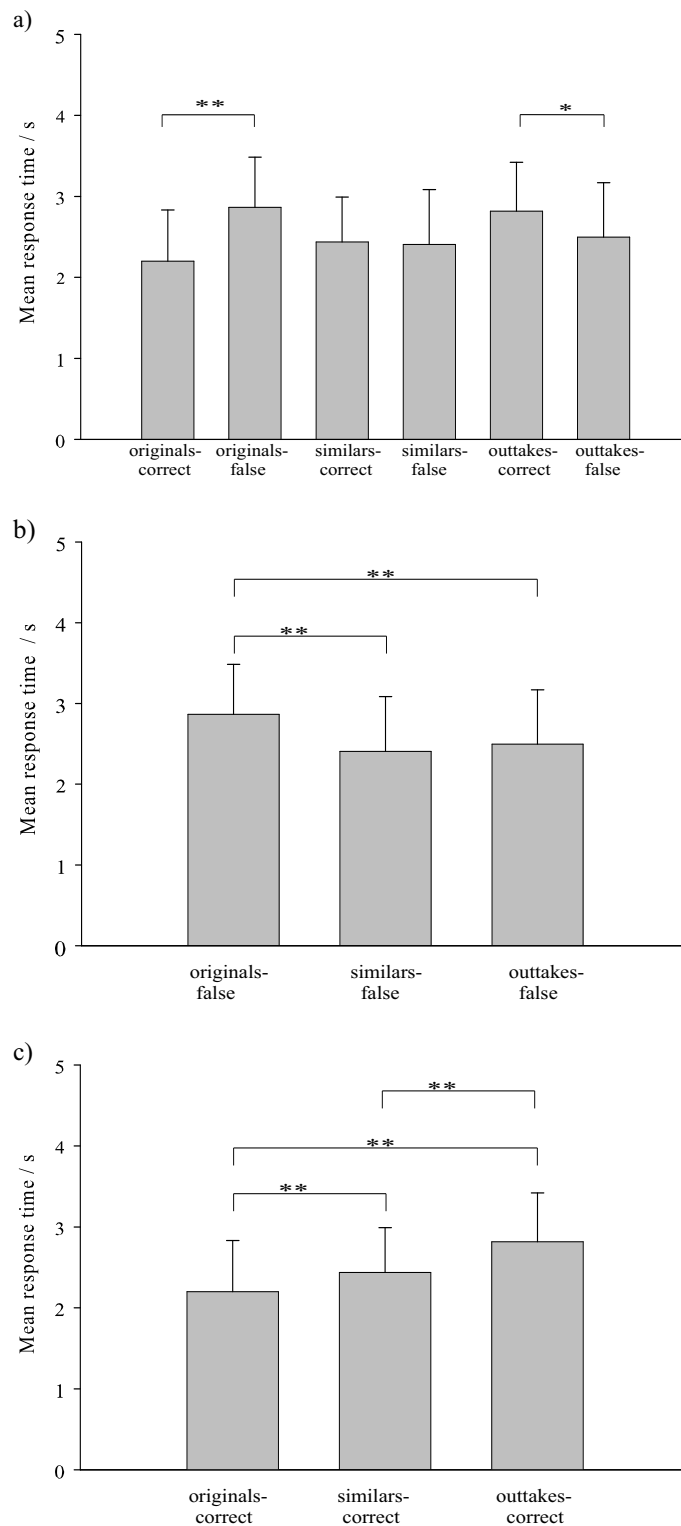 a)
5
4
3
2
1
0
Mean response time / s
**
*
originals-
correct
originals-
false
similars-
correct
similars-
false
outtakes-
correct
outtakes-
false
b)
5
4
3
2
1
0
Mean response time / s
**
**
originals-
false
similars-
false
outtakes-
false
c)
5
4
3
2
1
0
Mean response time / s
**
**
**
originals-
correct
similars-
correct
outtakes-
correct